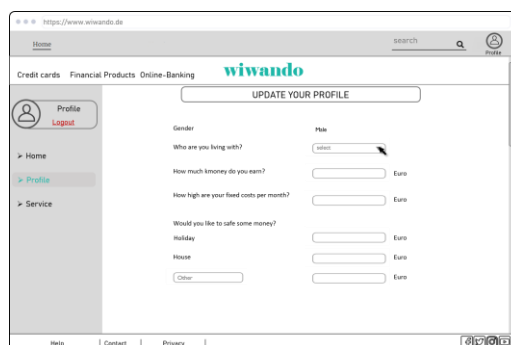 https://www.wiwando.de
Home
search
Profile
Credit cards Financial Products Online-Banking
wiwando
Profile
Logout
Home
Profile
Service
UPDATE YOUR PROFILE
Gender Male
Who are you living with? select
How much kmoney do you earn? Euro
How high are your fixed costs per month? Euro
Would you like to safe some money?
Holiday Euro
House Euro
Other Euro
Help | Contact | Privacy |